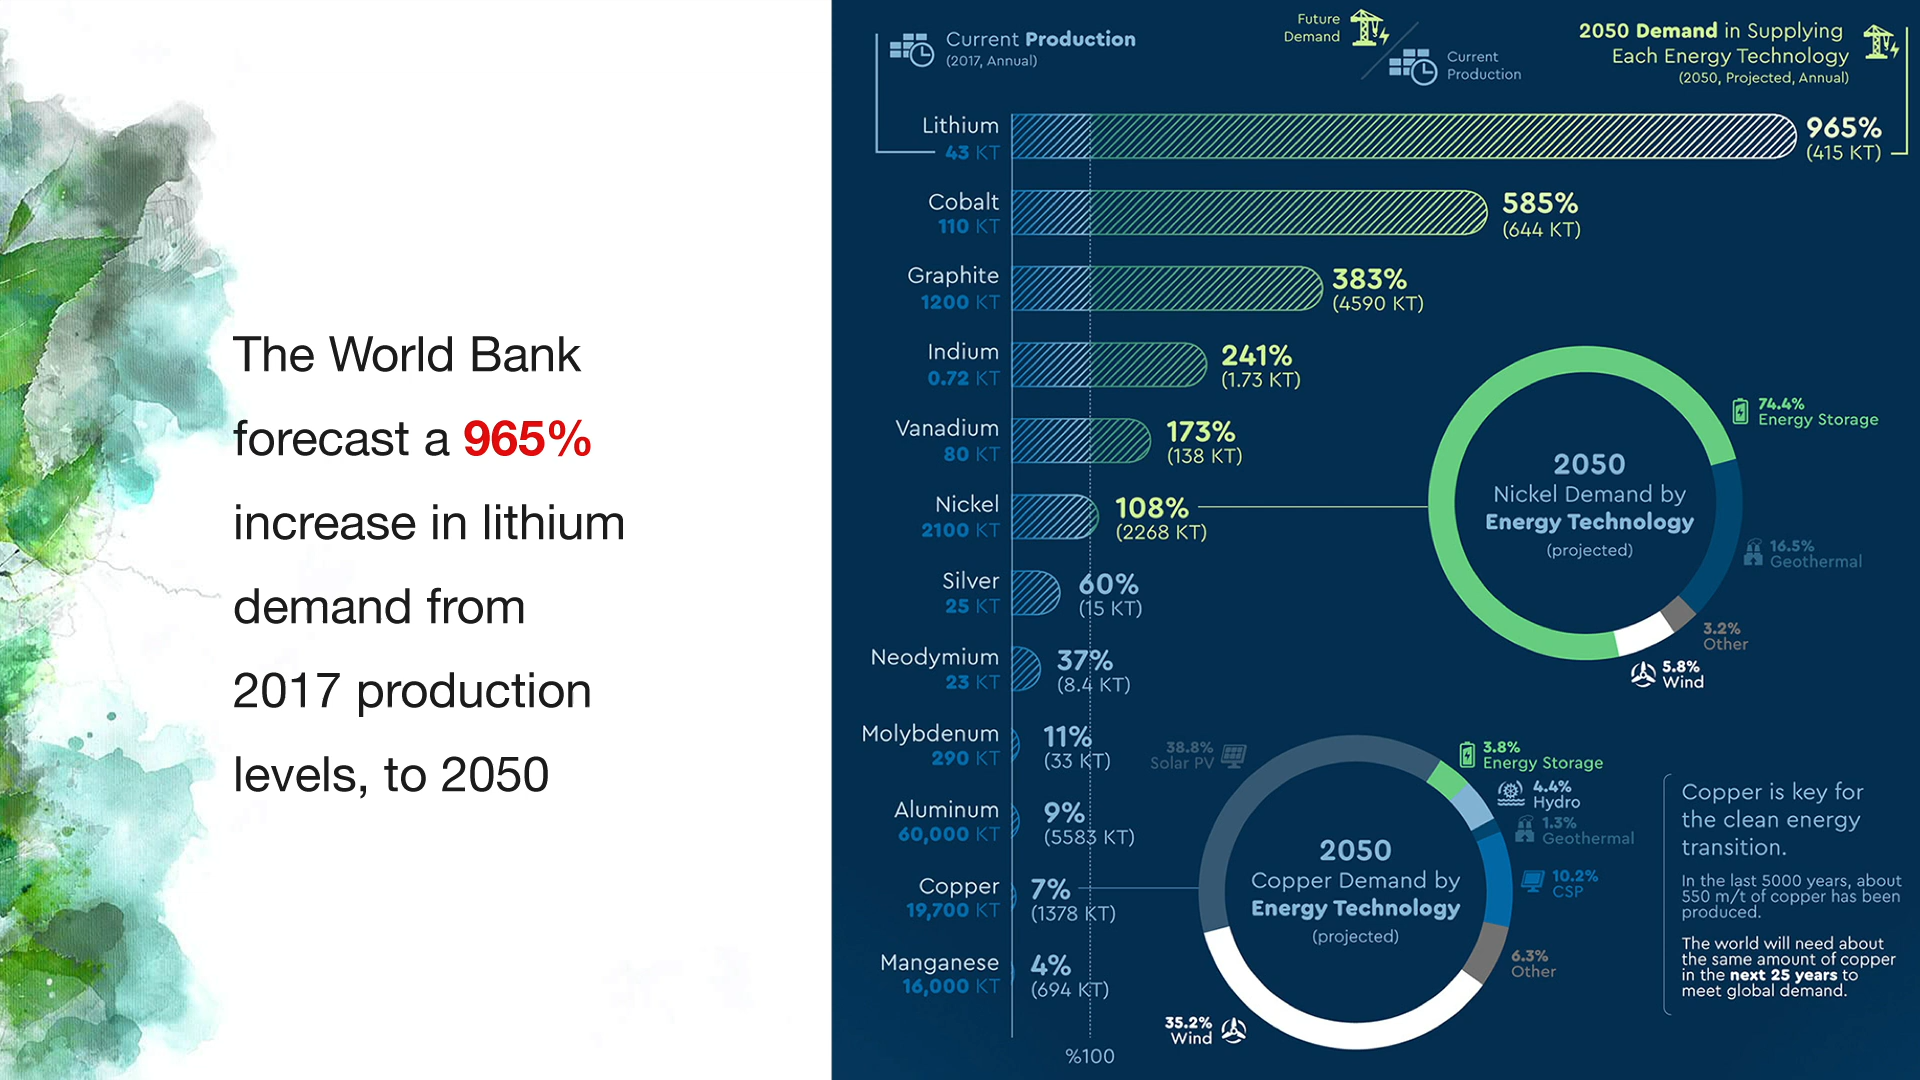 The World Bank
forecast a 965%
increase in lithium
demand from
2017 production
levels, to 2050
Current Production
(2017, Annual)
Future
Demand
Current
Production
2050 Demand in Supplying
Each Energy Technology
(2050, Projected, Annual)
Lithium
43 KT
965%
(415 KT)
Cobalt
110 KT
585%
(644 KT)
Graphite
1200 KT
383%
(4590 KT)
Indium
0.72 KT
241%
(1.73 KT)
Vanadium
80 KT
173%
(138 KT)
Nickel
2100 KT
108%
(2268 KT)
Silver
25 KT
60%
(15 KT)
Neodymium
23 KT
37%
(8.4 KT)
Molybdenum
290 KT
11%
(33 KT)
Aluminum
60,000 KT
9%
(5583 KT)
Copper
19,700 KT
7%
(1378 KT)
Manganese
16,000 KT
4%
(694 KT)
%100
2050
Nickel Demand by
Energy Technology
(projected)
74.4%
Energy Storage
16.5%
Geothermal
3.2%
Other
5.8%
Wind
2050
Copper Demand by
Energy Technology
(projected)
38.8%
Solar PV
3.8%
Energy Storage
4.4%
Hydro
1.3%
Geothermal
10.2%
CSP
6.3%
Other
35.2%
Wind
Copper is key for
the clean energy
transition.
In the last 5000 years, about
550 m/t of copper has been
produced.
The world will need about
the same amount of copper
in the next 25 years to
meet global demand.